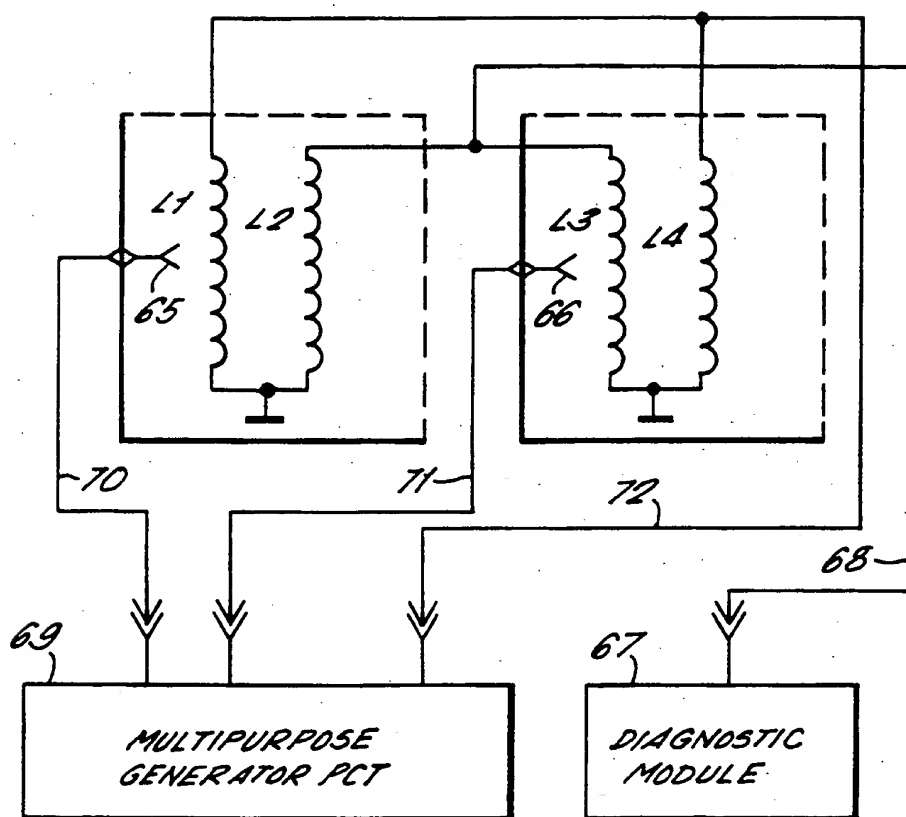 L1
L2
L3
L4
65
66
70
71
72
68
69
67
MULTIPURPOSE
GENERATOR PCT
DIAGNOSTIC
MODULE